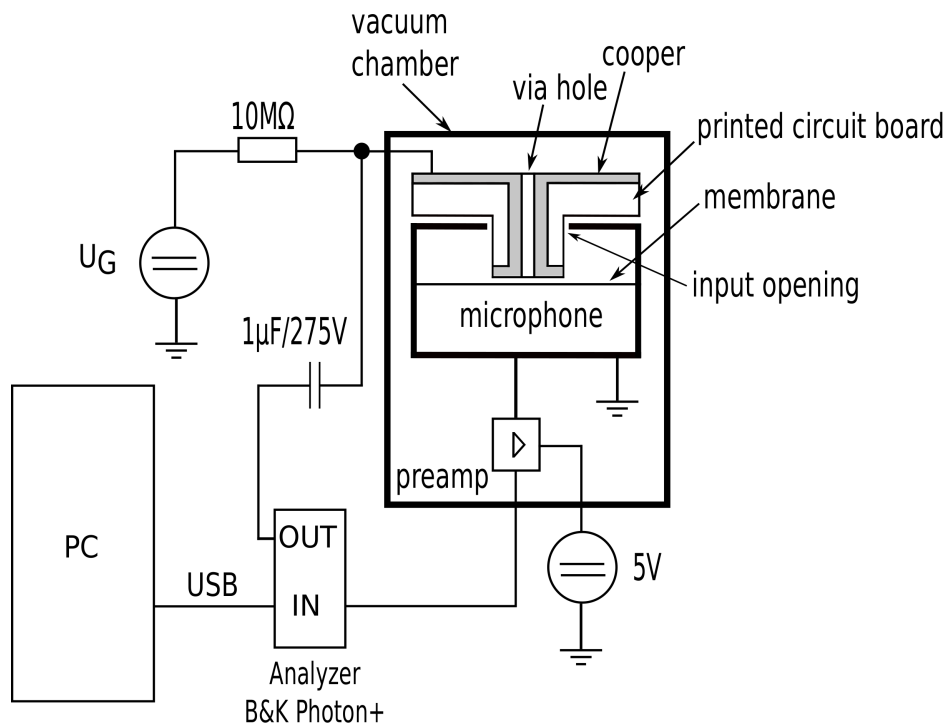 vacuum
chamber
cooper
via hole
10MΩ
printed circuit board
membrane
UG
input opening
1µF/275V
microphone
preamp
OUT
PC
5V
USB
IN
Analyzer
B&K Photon+